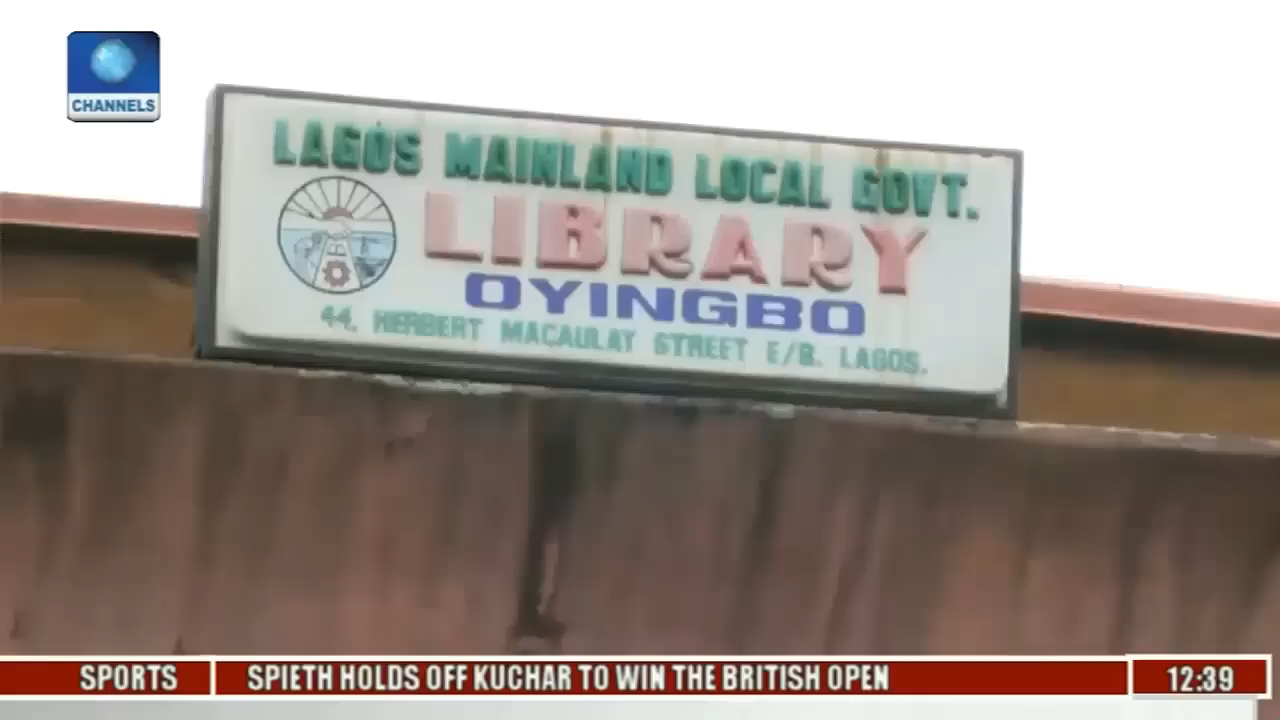 CHANNELS
LAGOS MAINLAND LOCAL GOVT.
LIBRARY
OYINGBO
44, HERBERT MACAULAY STREET E/B. LAGOS.
SPORTS
SPIETH HOLDS OFF KUCHAR TO WIN THE BRITISH OPEN
12:39